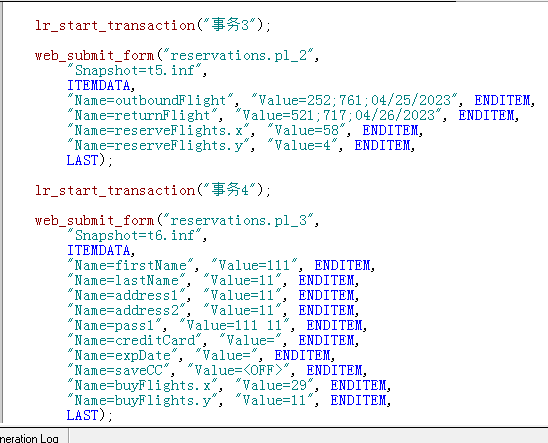 lr_start_transaction("事务3");
web_submit_form("reservations.pl_2",
"Snapshot=t5.inf",
ITEMDATA,
"Name=outboundFlight", "Value=252;761;04/25/2023", ENDITEM,
"Name=returnFlight", "Value=521;717;04/26/2023", ENDITEM,
"Name=reserveFlights.x", "Value=58", ENDITEM,
"Name=reserveFlights.y", "Value=4", ENDITEM,
LAST);
lr_start_transaction("事务4");
web_submit_form("reservations.pl_3",
"Snapshot=t6.inf",
ITEMDATA,
"Name=firstName", "Value=111", ENDITEM,
"Name=lastName", "Value=11", ENDITEM,
"Name=address1", "Value=11", ENDITEM,
"Name=address2", "Value=11", ENDITEM,
"Name=pass1", "Value=111 11", ENDITEM,
"Name=creditCard", "Value=", ENDITEM,
"Name=expDate", "Value=", ENDITEM,
"Name=saveCC", "Value=<OFF>", ENDITEM,
"Name=buyFlights.x", "Value=29", ENDITEM,
"Name=buyFlights.y", "Value=11", ENDITEM,
LAST);
neration Log